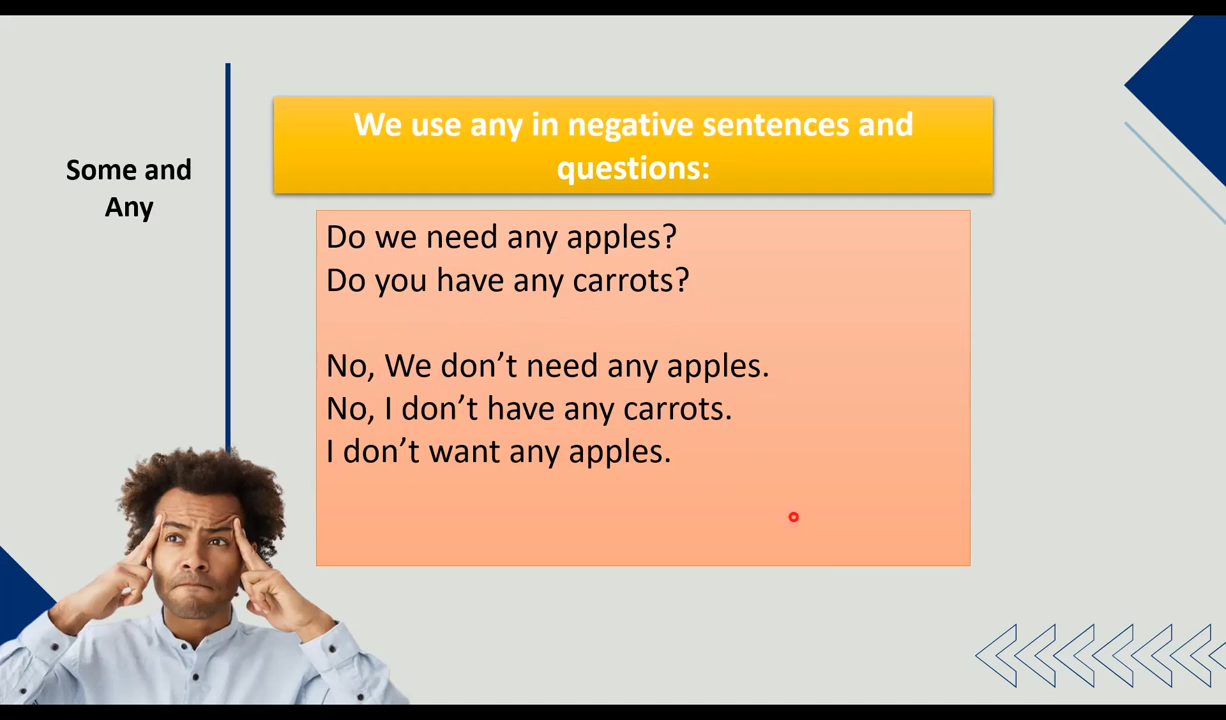 Some and
Any
We use any in negative sentences and
questions:
Do we need any apples?
Do you have any carrots?
No, We don’t need any apples.
No, I don’t have any carrots.
I don’t want any apples.